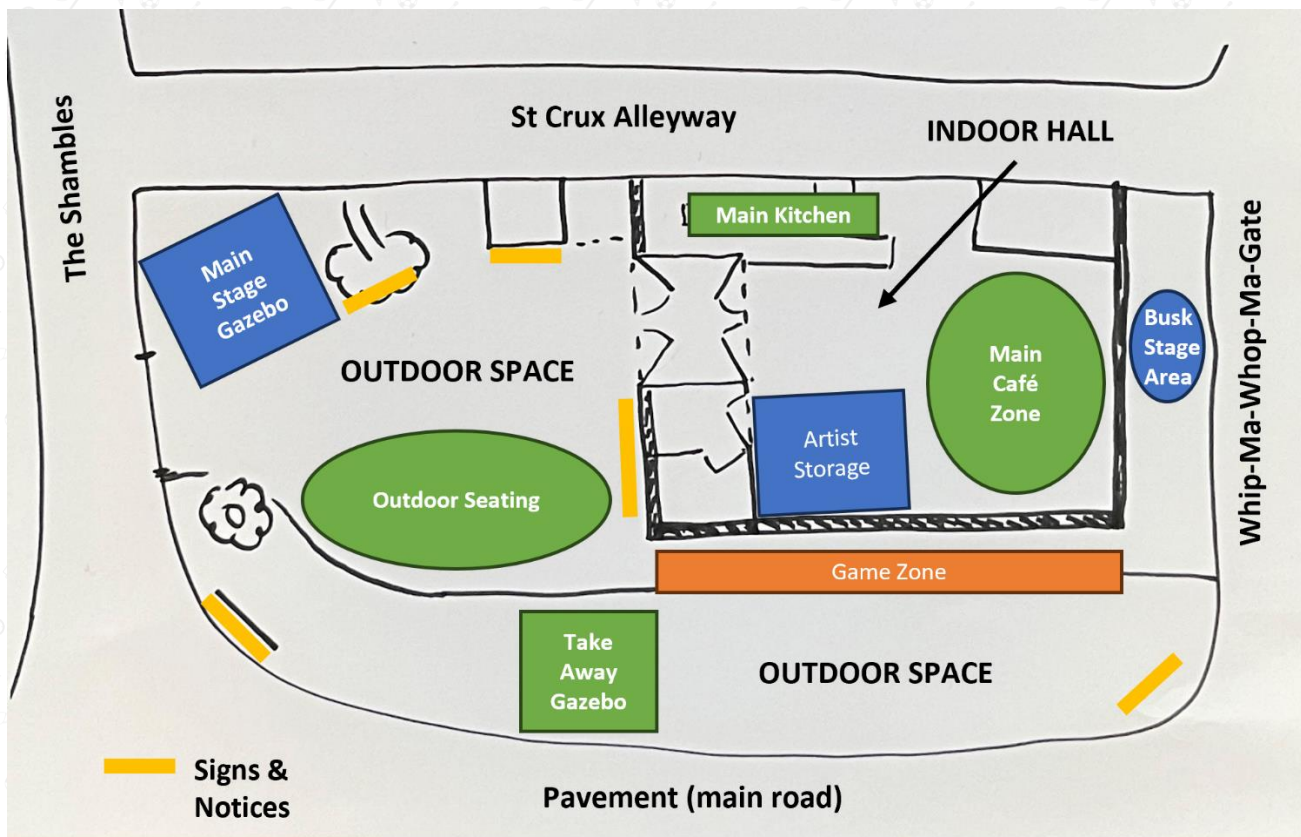 St Crux Alleyway
The Shambles
INDOOR HALL
Main Kitchen
Main
Stage
Gazebo
Whip-Ma-Whop-Ma-Gate
Busk
Stage
Area
Main
Café
Zone
OUTDOOR SPACE
Artist
Storage
Outdoor Seating
Game Zone
Take
Away
Gazebo
OUTDOOR SPACE
Signs &
Notices
Pavement (main road)